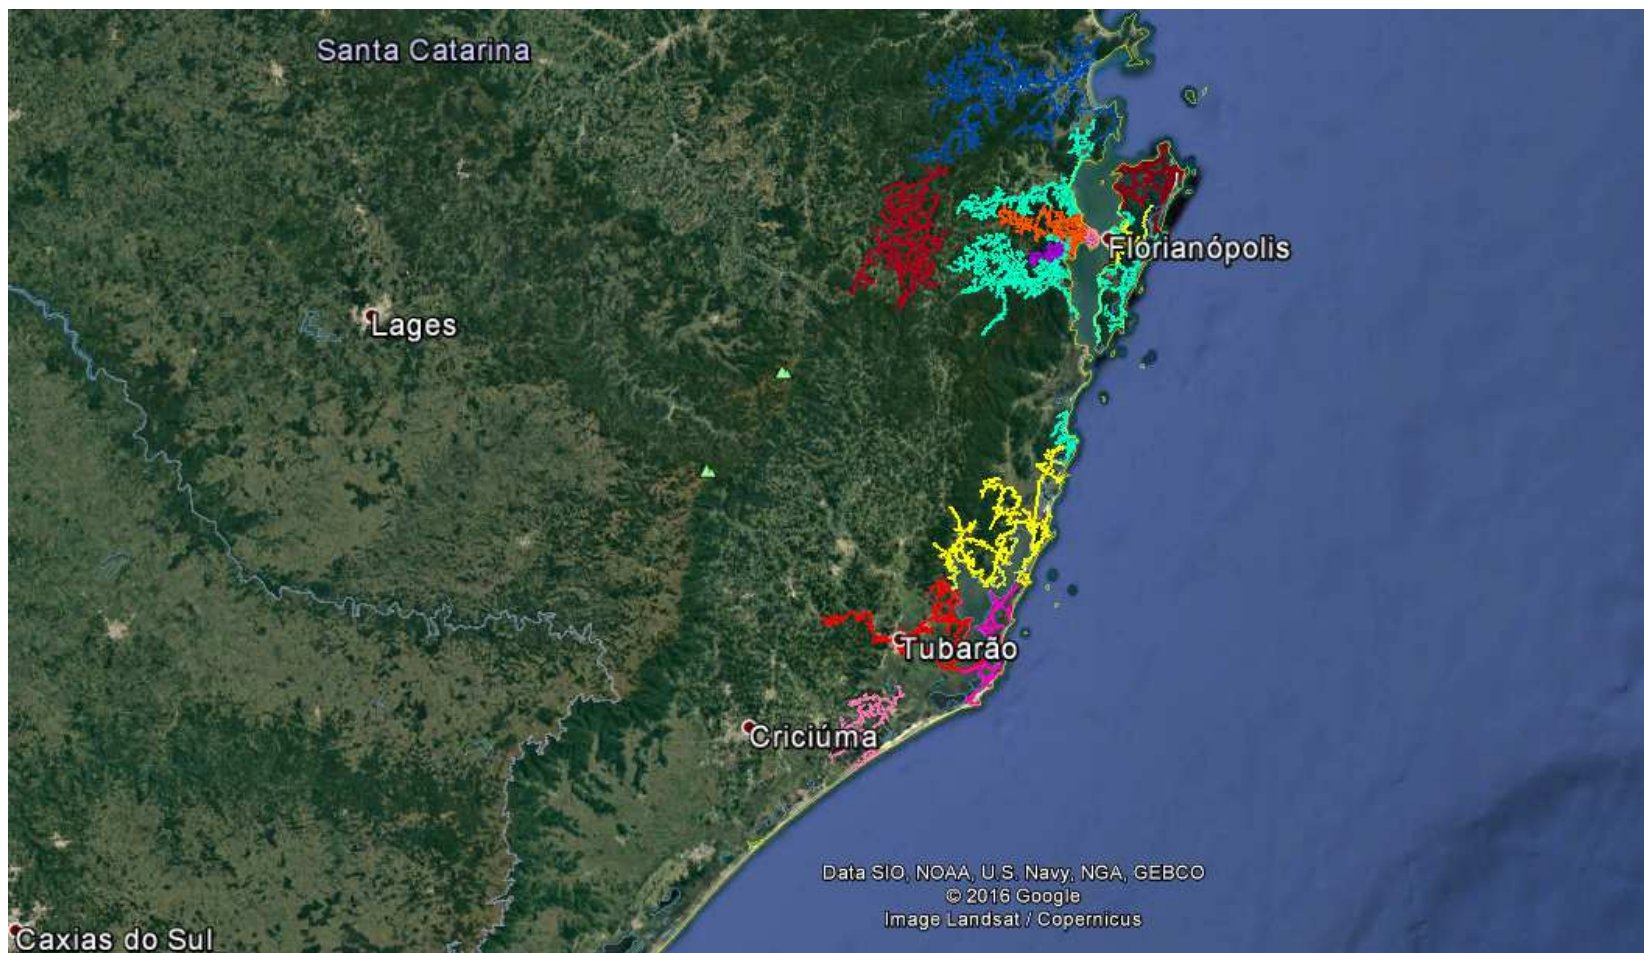 Santa Catarina
Florianópolis
Lages
Tubarão
Criciúma
Data SIO, NOAA, U.S. Navy, NGA, GEBCO
© 2016 Google
Image Landsat / Copernicus
Caxias do Sul